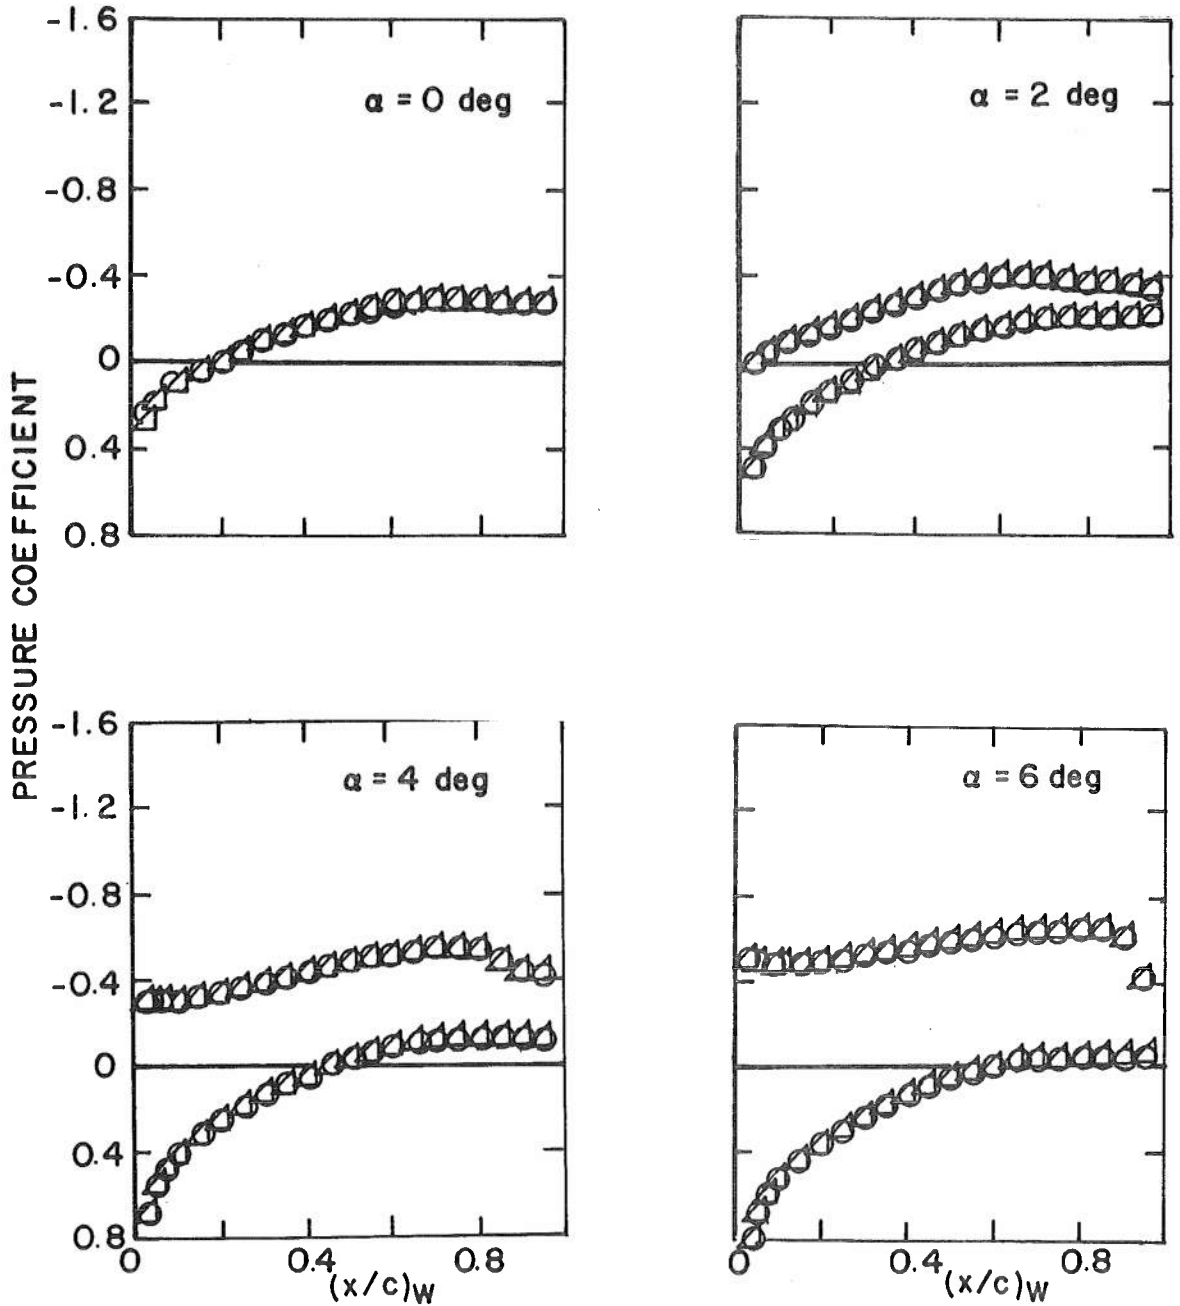 PRESSURE COEFFICIENT
-1.6
-1.2
-0.8
-0.4
0
0.4
0.8
α = 0 deg
α = 2 deg
-1.6
-1.2
-0.8
-0.4
0
0.4
0.8
α = 4 deg
0 0.4 0.8
(x/c)W
α = 6 deg
0 0.4 0.8
(x/c)W